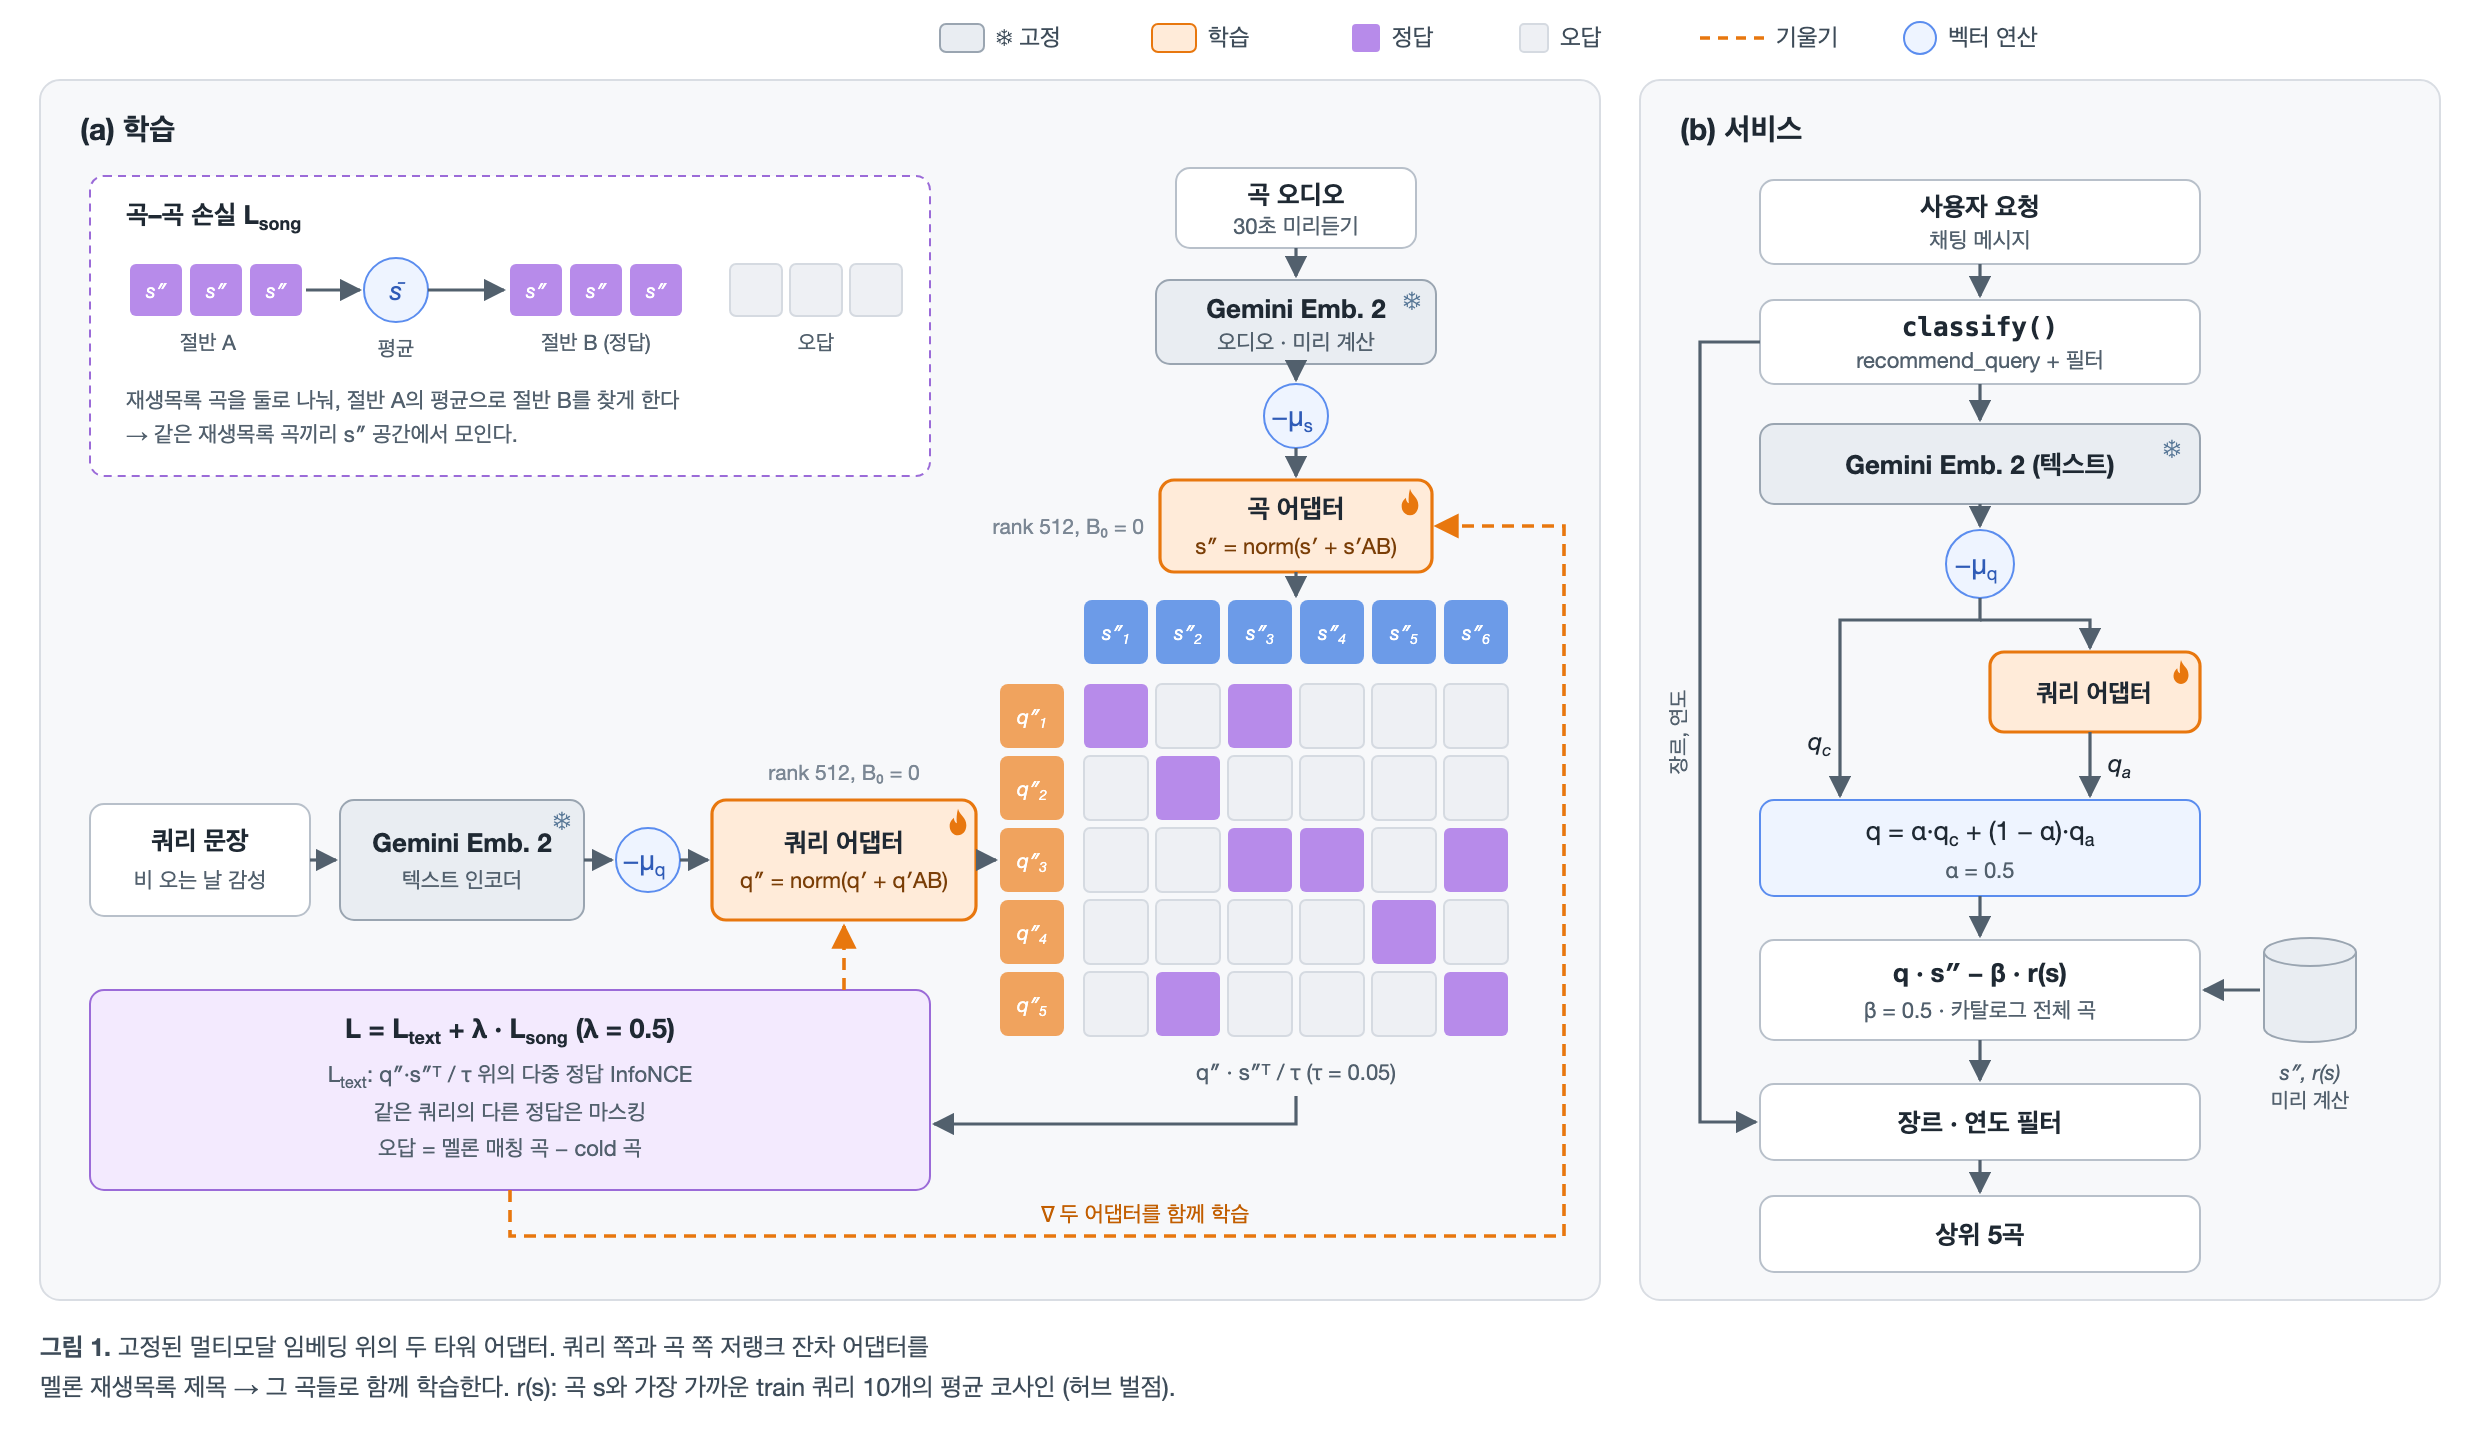 ❄ 고정
학습
정답
오답
기울기
벡터 연산
(a) 학습
곡–곡 손실 Lsong
s″ s″ s″
s̄
s″ s″ s″
절반 A
평균
절반 B (정답)
오답
재생목록 곡을 둘로 나눠, 절반 A의 평균으로 절반 B를 찾게 한다
→ 같은 재생목록 곡끼리 s″ 공간에서 모인다.
곡 오디오
30초 미리듣기
Gemini Emb. 2 ❄
오디오 · 미리 계산
−μs
rank 512, B₀ = 0
곡 어댑터
s″ = norm(s′ + s′AB)
s″1 s″2 s″3 s″4 s″5 s″6
q″1
q″2
q″3
q″4
q″5
쿼리 문장
비 오는 날 감성
Gemini Emb. 2 ❄
텍스트 인코더
−μq
rank 512, B₀ = 0
쿼리 어댑터
q″ = norm(q′ + q′AB)
q″ · s″ᵀ / τ (τ = 0.05)
L = Ltext + λ · Lsong (λ = 0.5)
Ltext: q″·s″ᵀ / τ 위의 다중 정답 InfoNCE
같은 쿼리의 다른 정답은 마스킹
오답 = 멜론 매칭 곡 − cold 곡
∇ 두 어댑터를 함께 학습
(b) 서비스
사용자 요청
채팅 메시지
classify()
recommend_query + 필터
Gemini Emb. 2 (텍스트) ❄
−μq
장르, 연도
쿼리 어댑터
qc
qa
q = α·qc + (1 − α)·qa
α = 0.5
q · s″ − β · r(s)
β = 0.5 · 카탈로그 전체 곡
s″, r(s)
미리 계산
장르 · 연도 필터
상위 5곡
그림 1. 고정된 멀티모달 임베딩 위의 두 타워 어댑터. 쿼리 쪽과 곡 쪽 저랭크 잔차 어댑터를
멜론 재생목록 제목 → 그 곡들로 함께 학습한다. r(s): 곡 s와 가장 가까운 train 쿼리 10개의 평균 코사인 (허브 벌점).